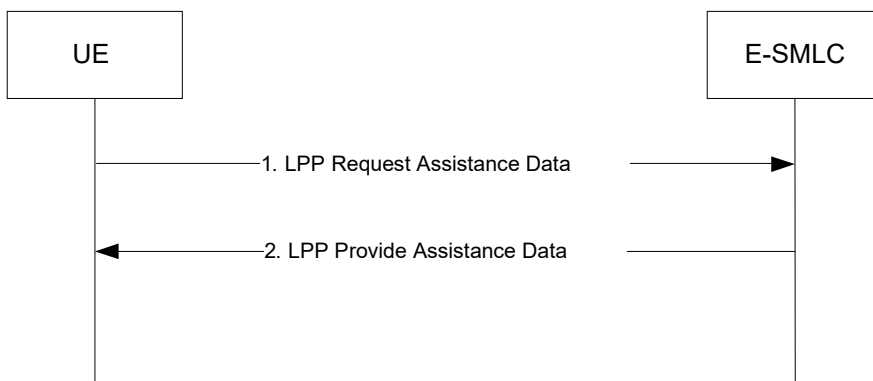 UE
E-SMLC
1. LPP Request Assistance Data
2. LPP Provide Assistance Data